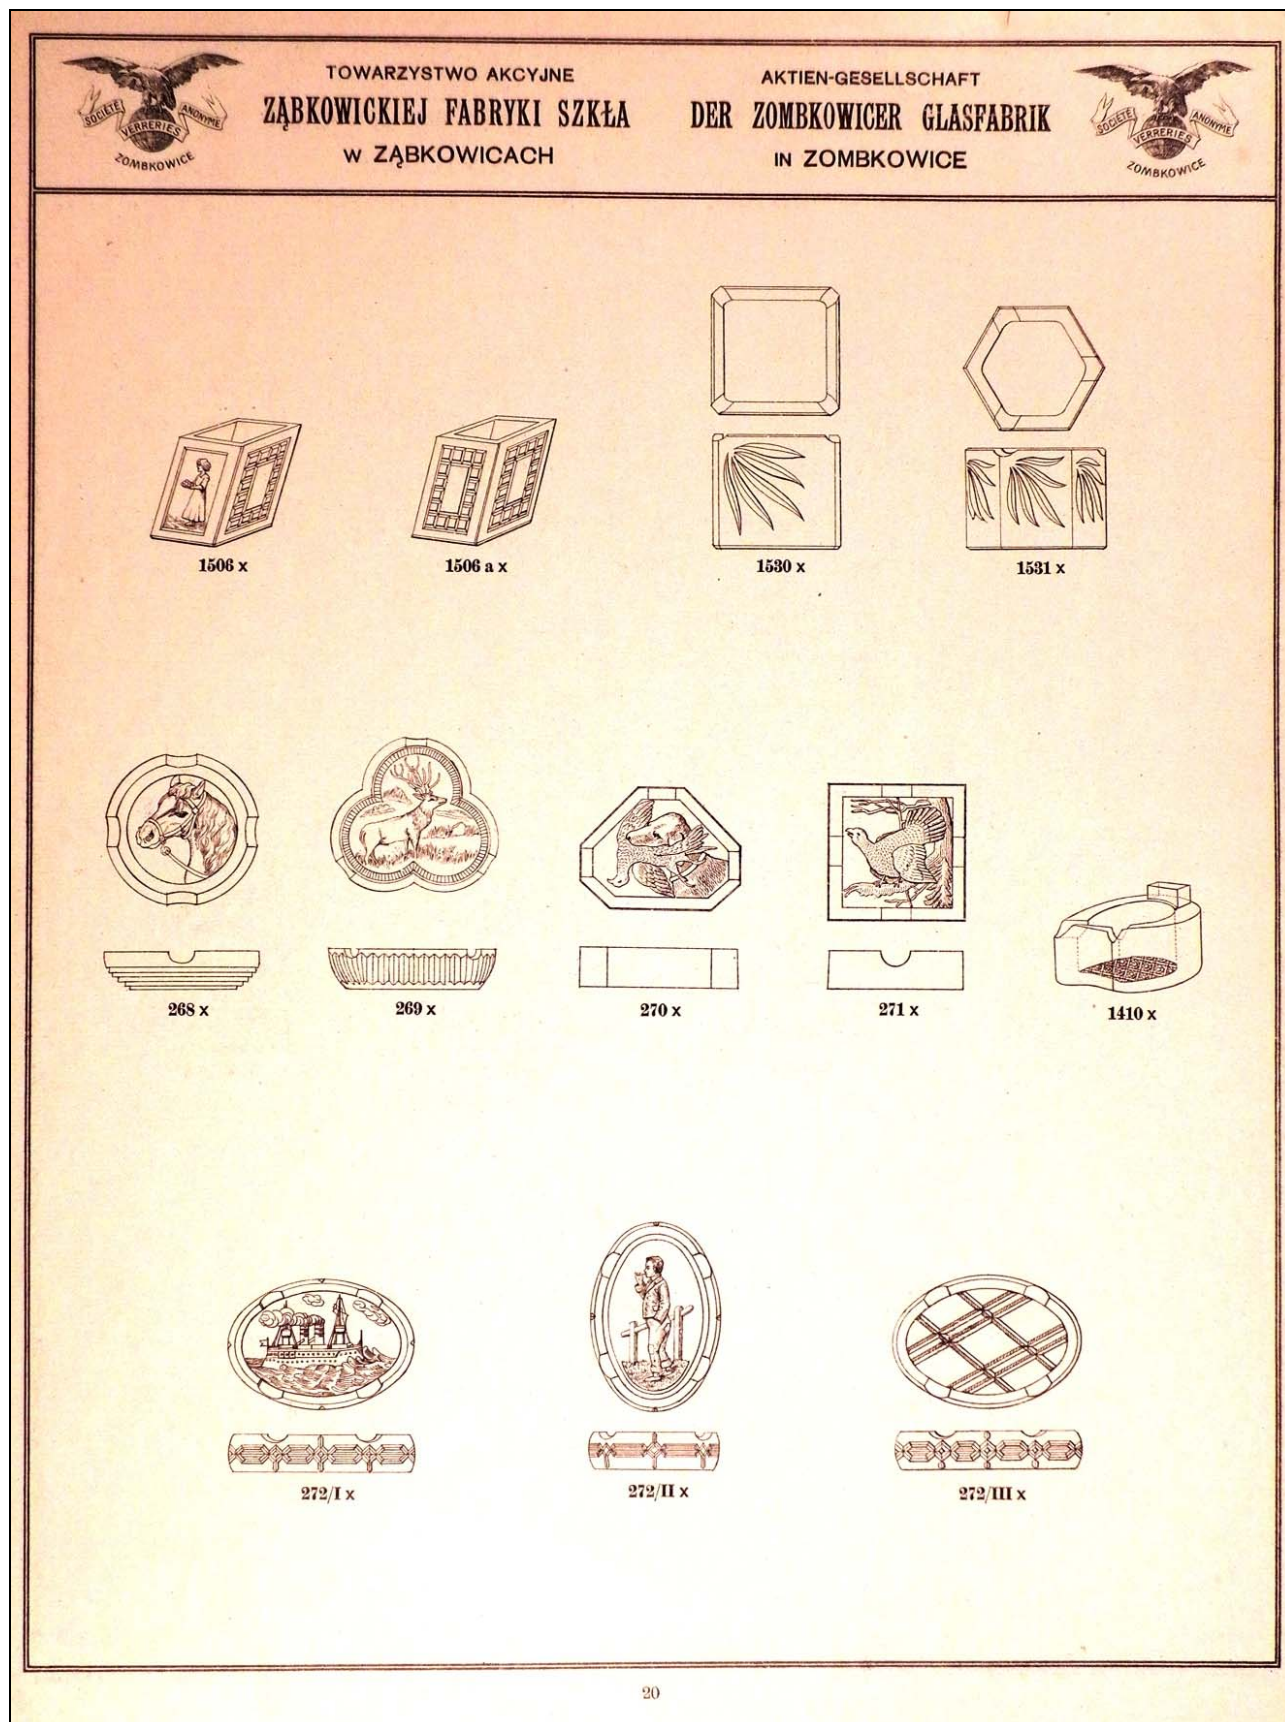 SOCIÉTÉ ANONYME
VERRERIES
ZOMBKOWICE
TOWARZYSTWO AKCYJNE
ZĄBKOWICKIEJ FABRYKI SZKŁA
W ZĄBKOWICACH
AKTIEN-GESELLSCHAFT
DER ZOMBKOWICER GLASFABRIK
IN ZOMBKOWICE
SOCIÉTÉ ANONYME
VERRERIES
ZOMBKOWICE
1506 x
1506 a x
1530 x
1531 x
268 x
269 x
270 x
271 x
1410 x
272/I x
272/II x
272/III x
20